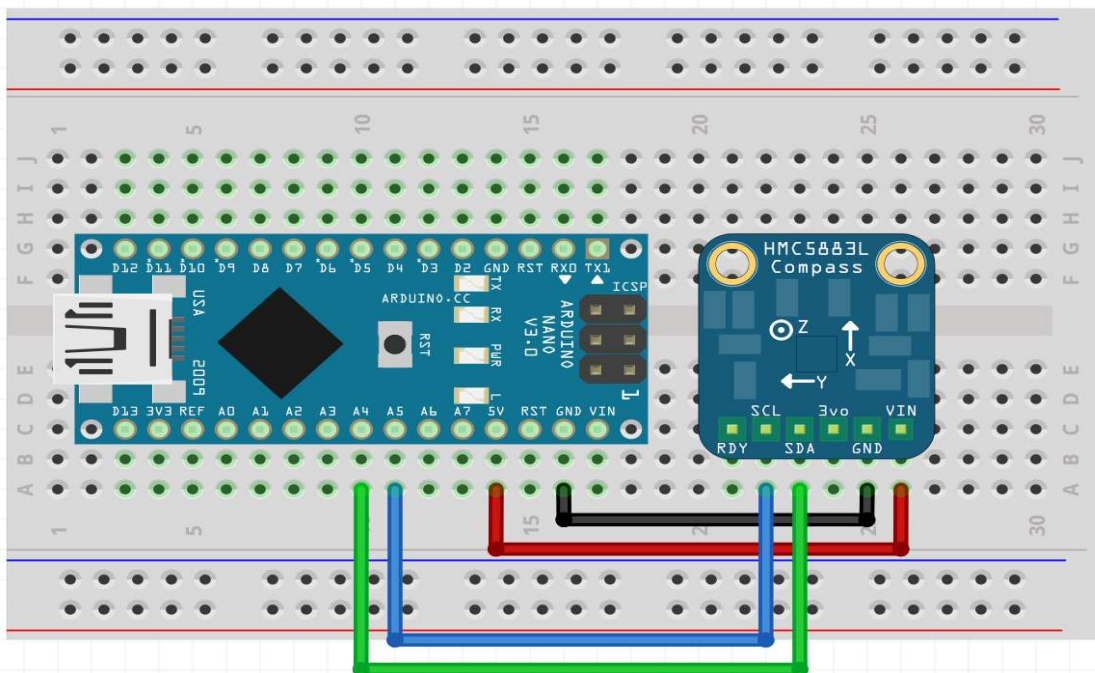 1 5 10 15 20 25 30
J J
I I
H H
G G
F F
D12 D11 D10 D9 D8 D7 D6 D5 D4 D3 D2 GND RST RX0 TX1
HMC5883L
Compass
ICSP
TX
RX
PWR
L
ARDUINO.CC
RST
ARDUINO
NANO
V3.0
USA
2009
1
Z
X
Y
E E
D D
C C
B B
A A
D13 3V3 REF A0 A1 A2 A3 A4 A5 A6 A7 5V RST GND VIN
SCL 3vo VIN
RDY SDA GND
1 5 15 30